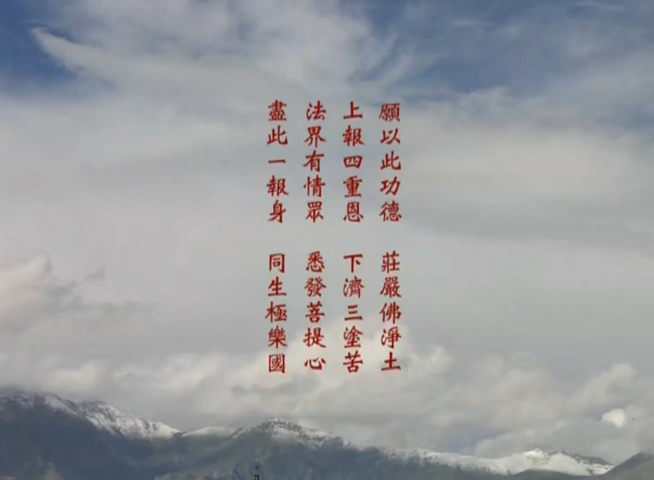 願以此功德　莊嚴佛淨土
上報四重恩　下濟三塗苦
法界有情眾　悉發菩提心
盡此一報身　同生極樂國